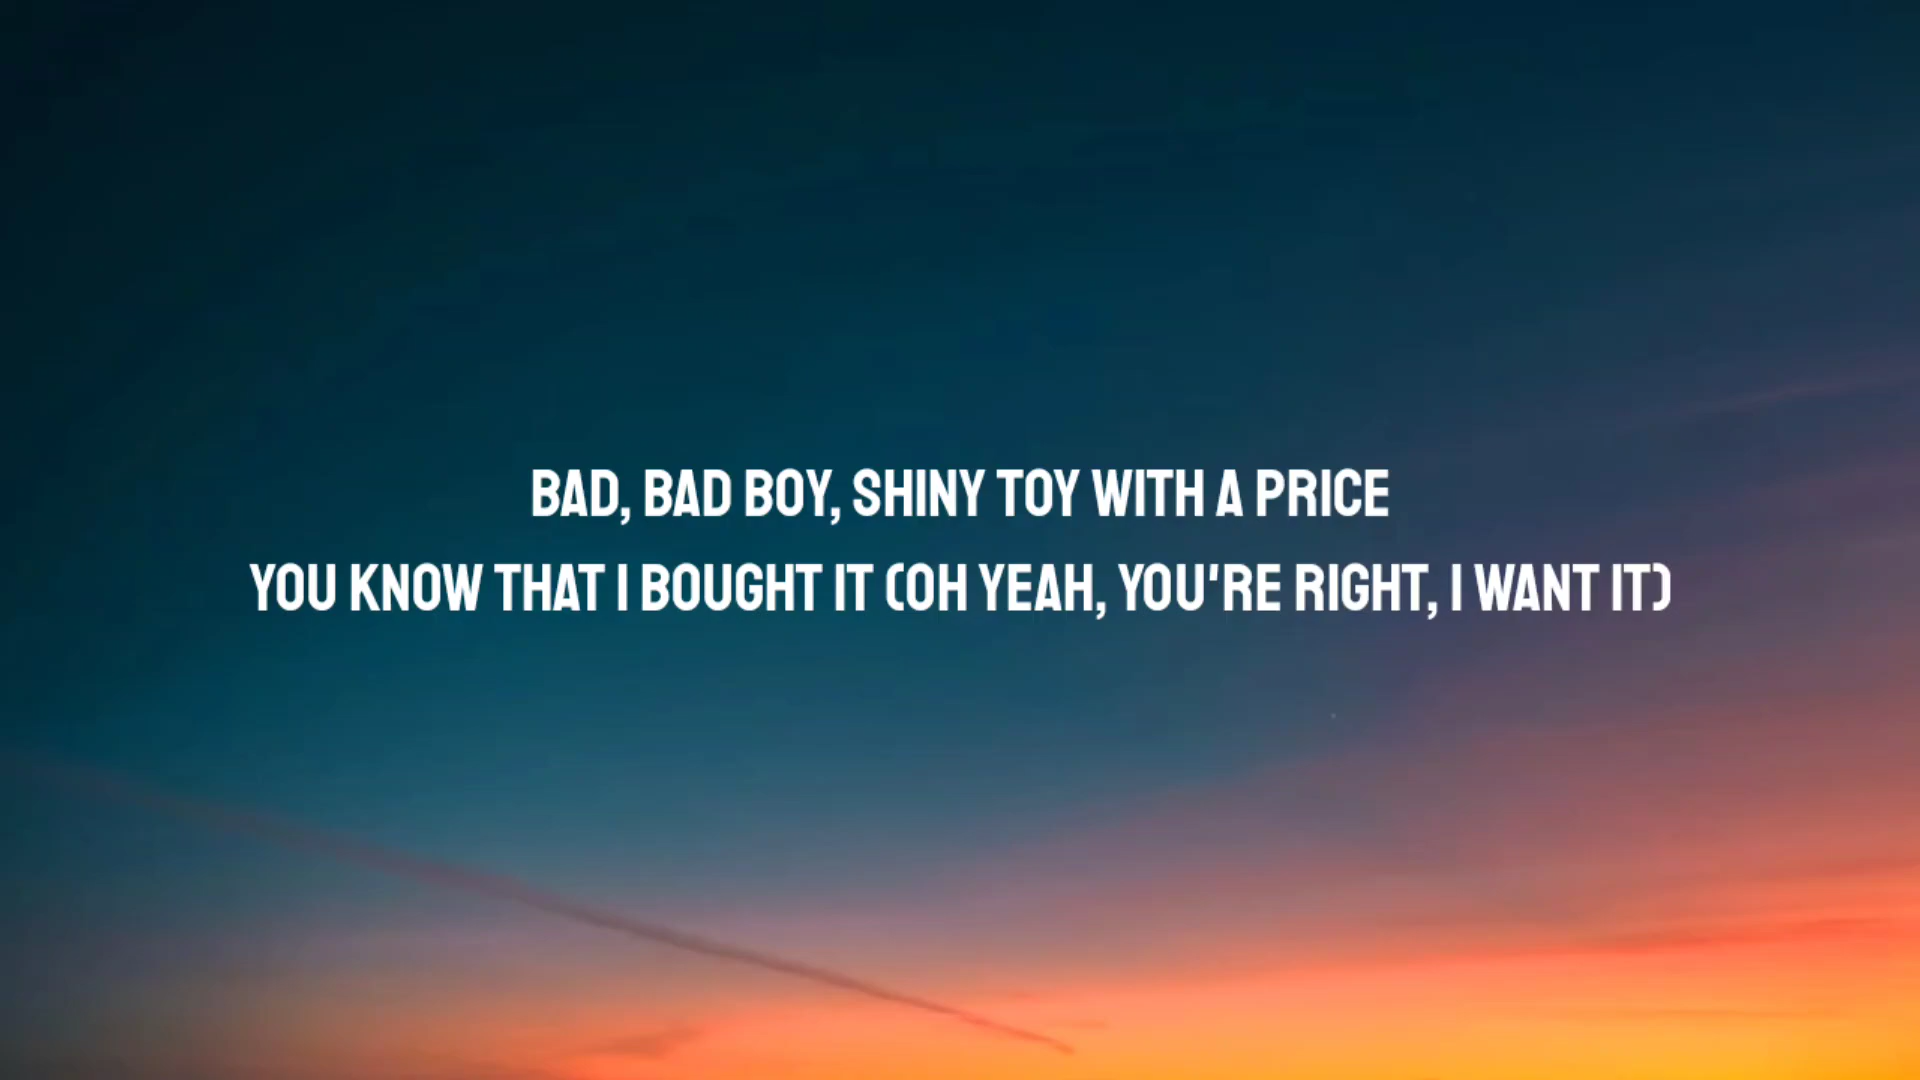 BAD, BAD BOY, SHINY TOY WITH A PRICE
YOU KNOW THAT I BOUGHT IT (OH YEAH, YOU'RE RIGHT, I WANT IT)